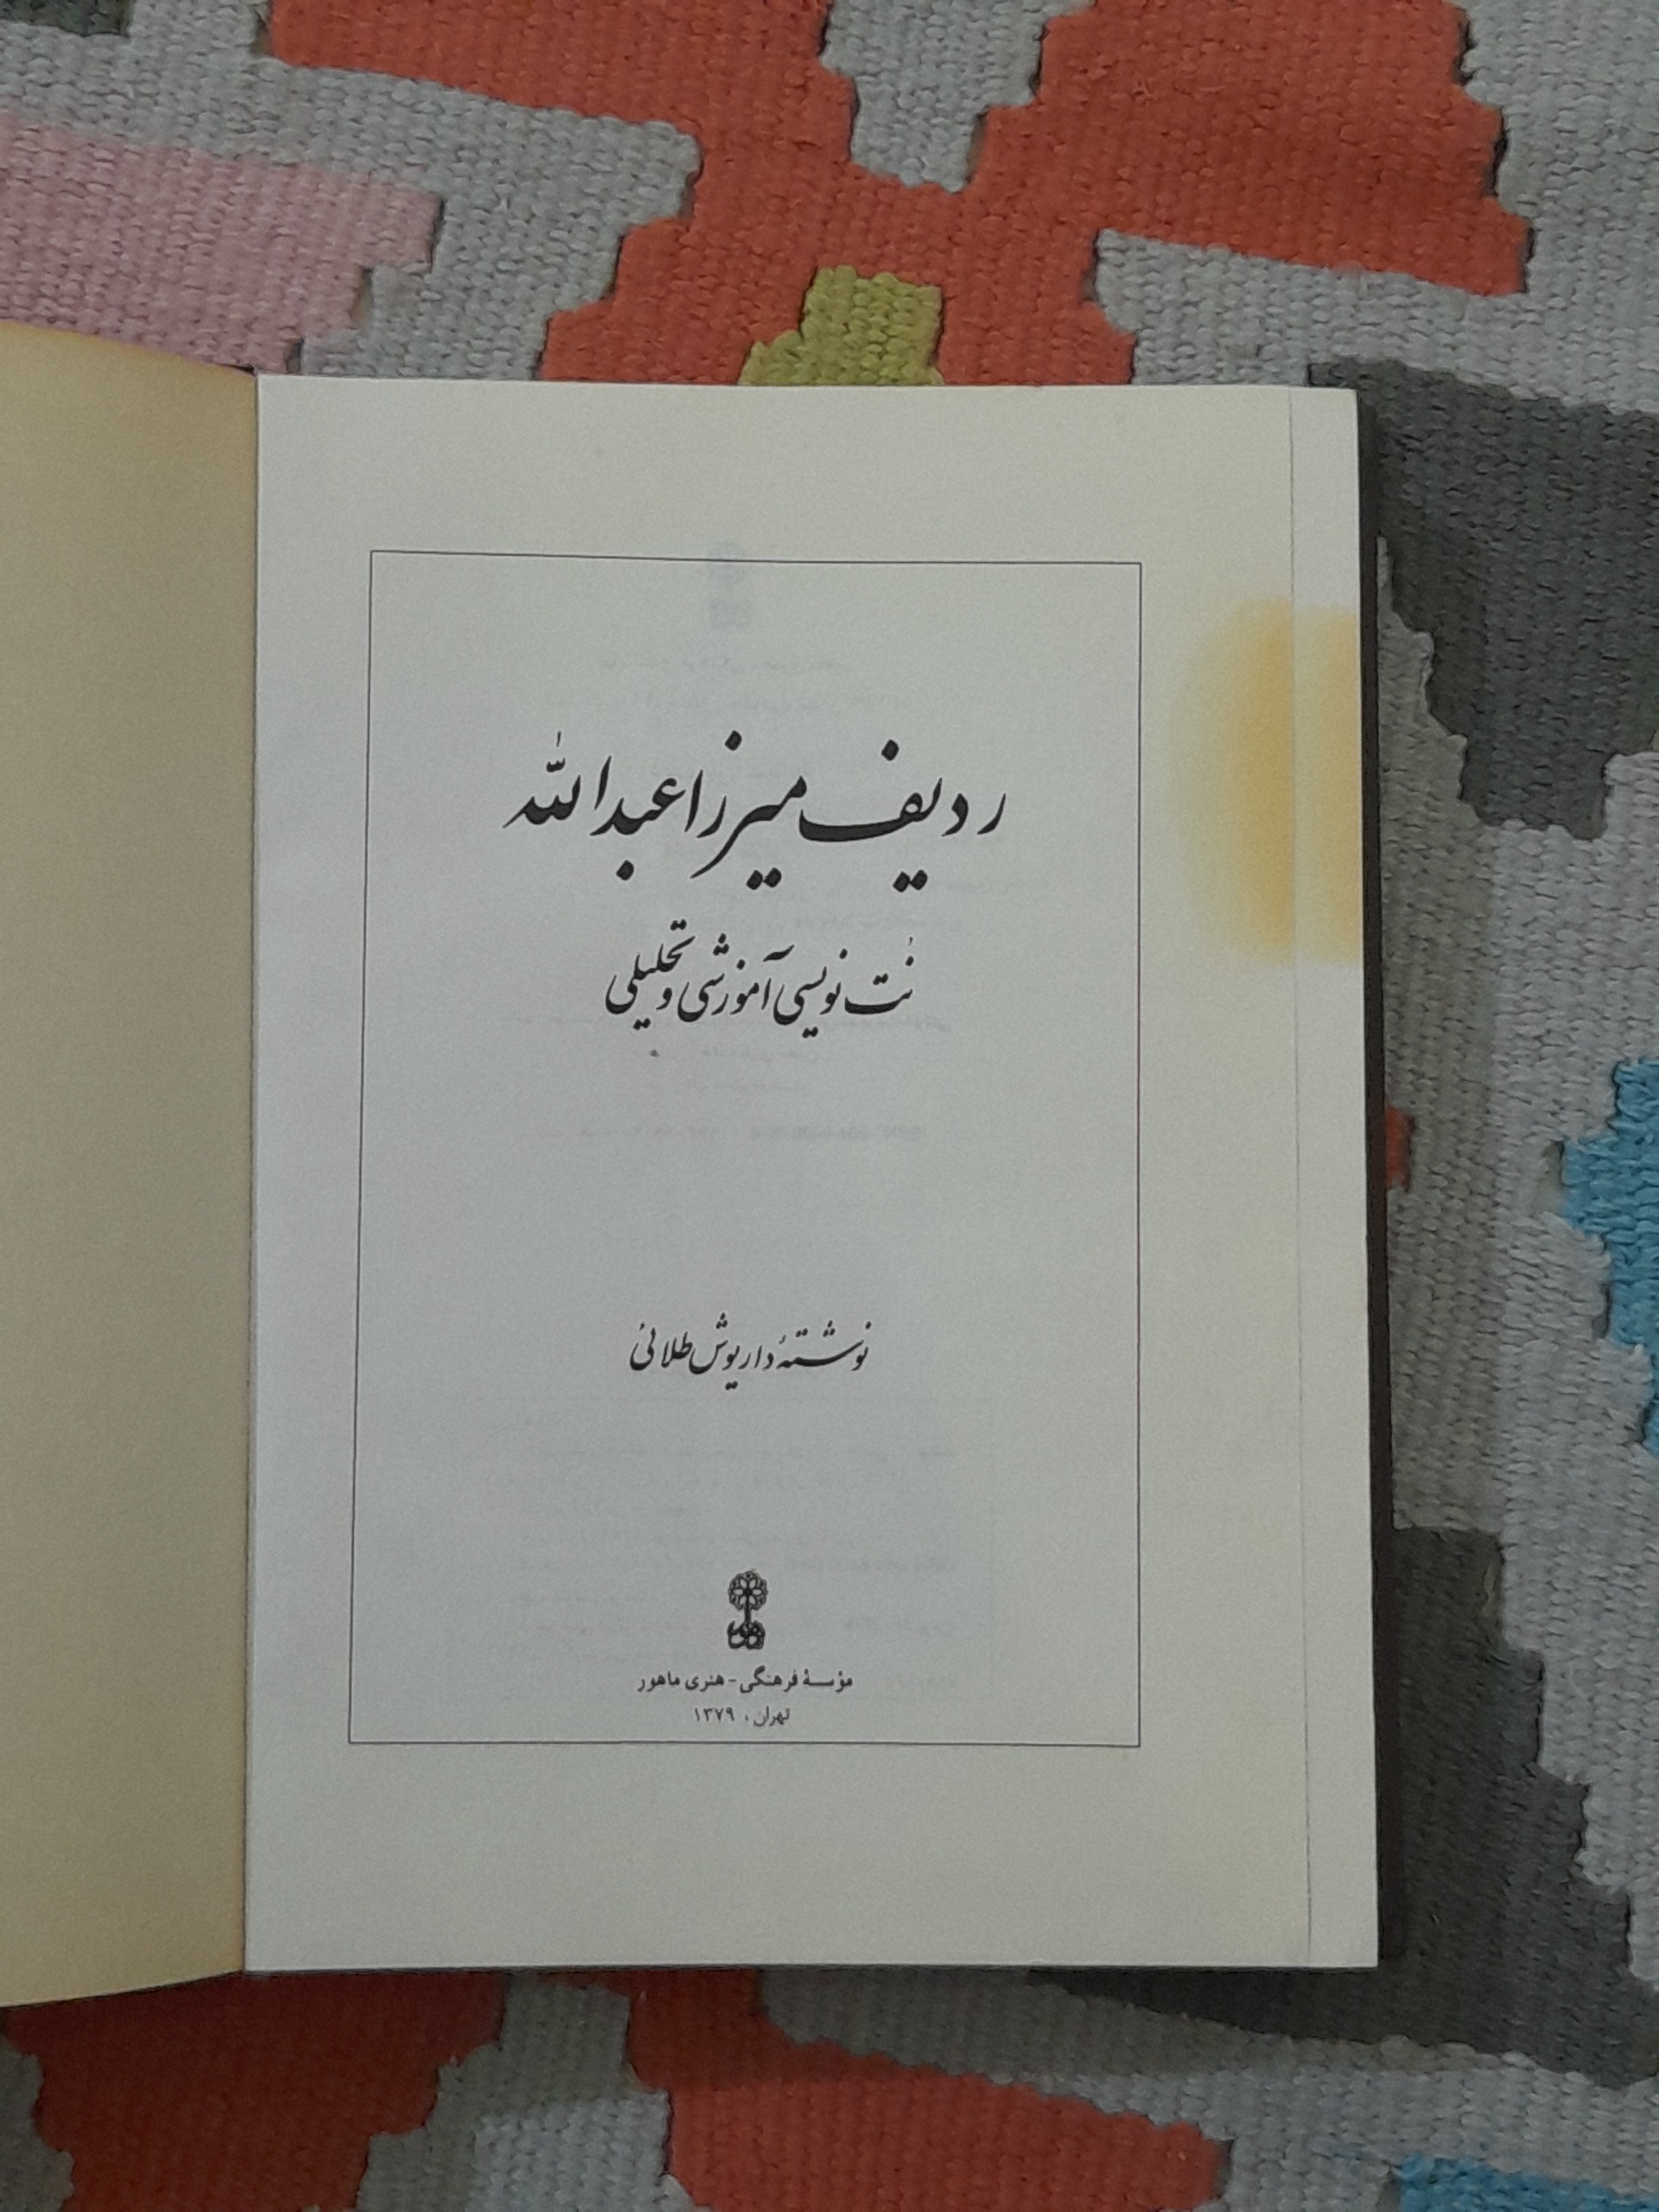 ردیف میرزا عبدالله
نُت نویسی آموزشی و تحلیلی
نوشتهٔ داریوش طلائی
مؤسسهٔ فرهنگی - هنری ماهور
تهران، ۱۳۷۹